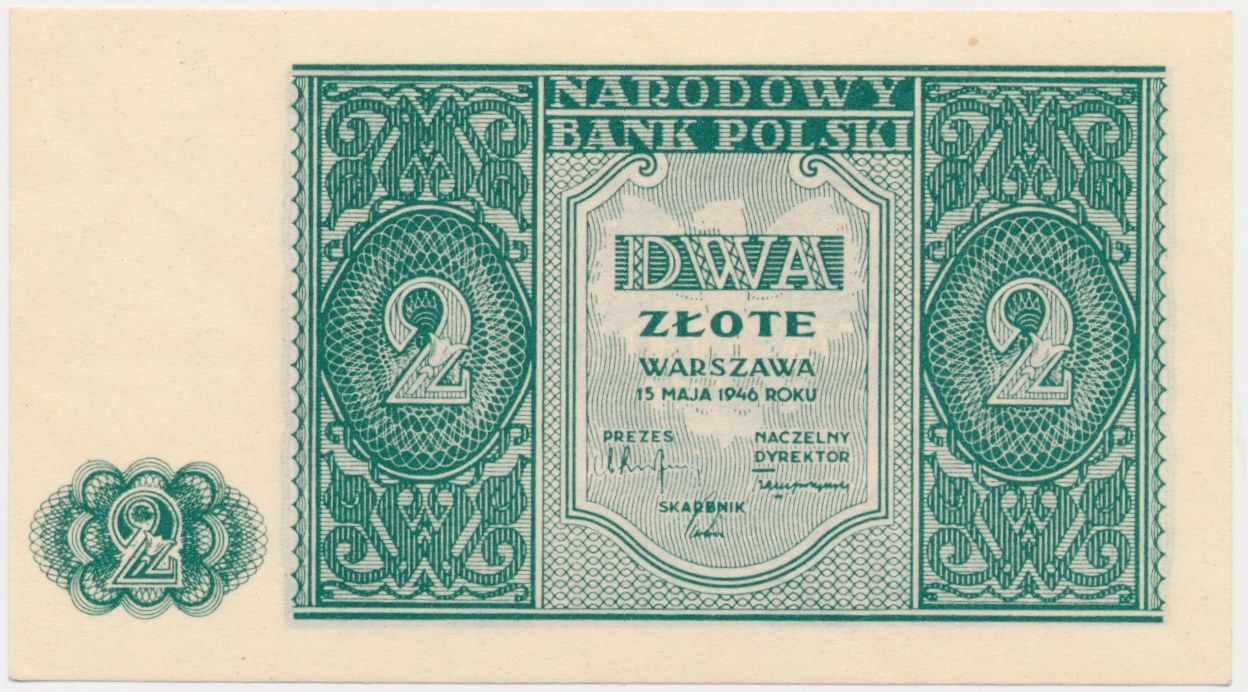 NARODOWY
BANK POLSKI
DWA
ZŁOTE
WARSZAWA
15 MAJA 1946 ROKU
PREZES
NACZELNY
DYREKTOR
SKARBNIK
2
2
2